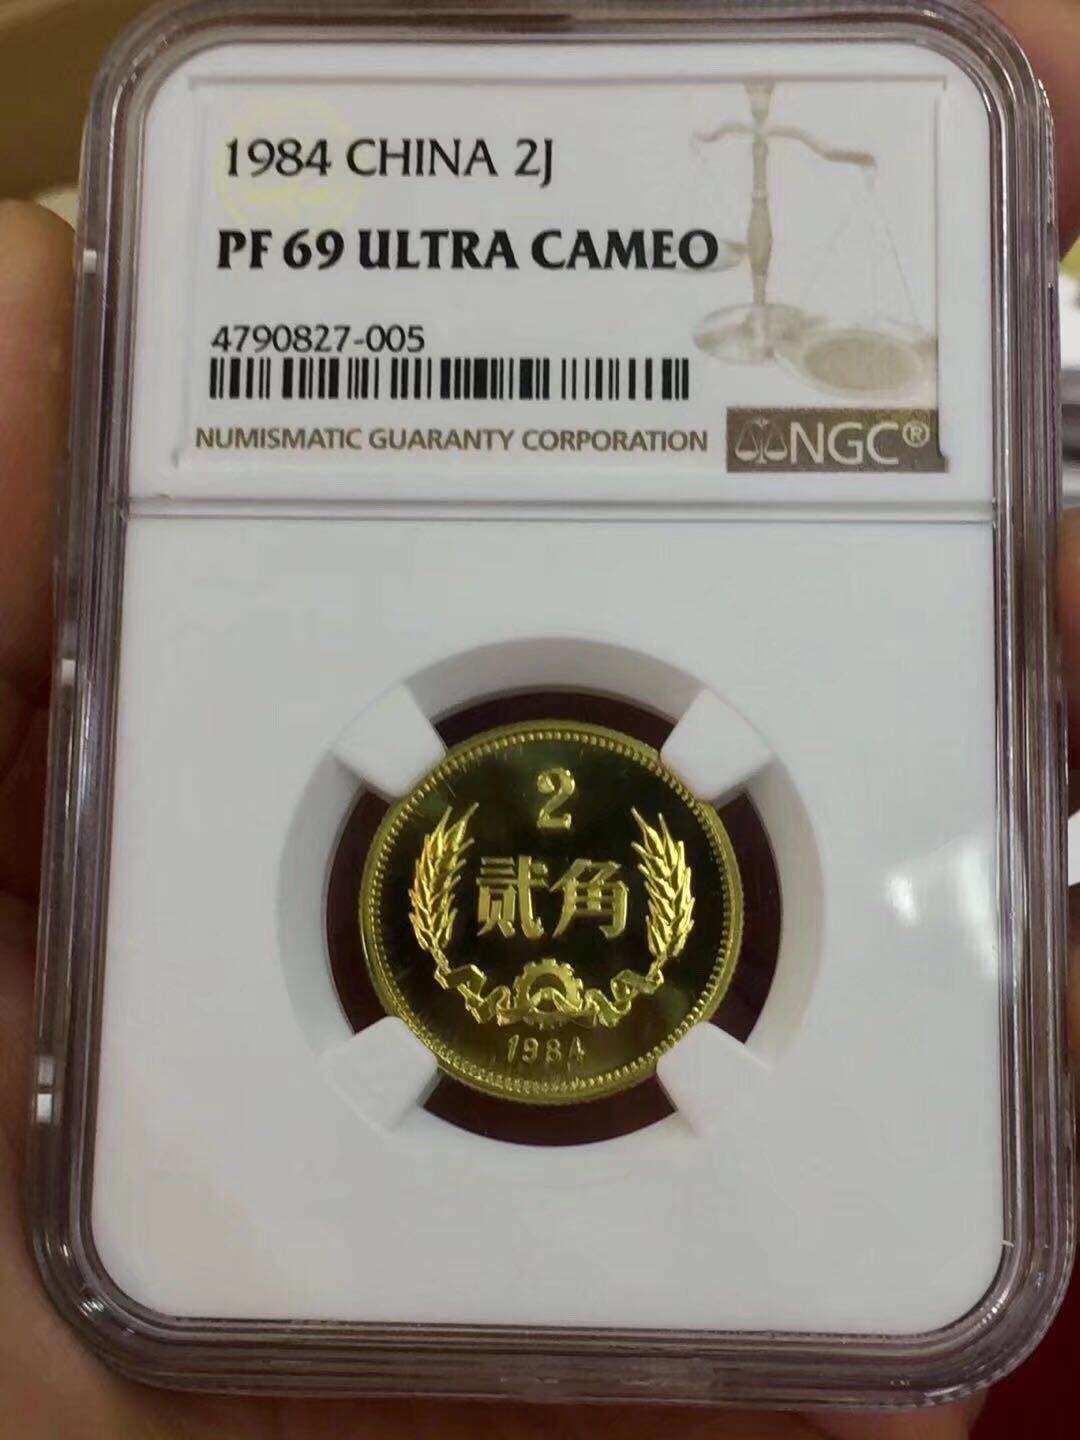 1984 CHINA 2J
PF 69 ULTRA CAMEO
4790827-005
NUMISMATIC GUARANTY CORPORATION
NGC®
2
贰角
1984